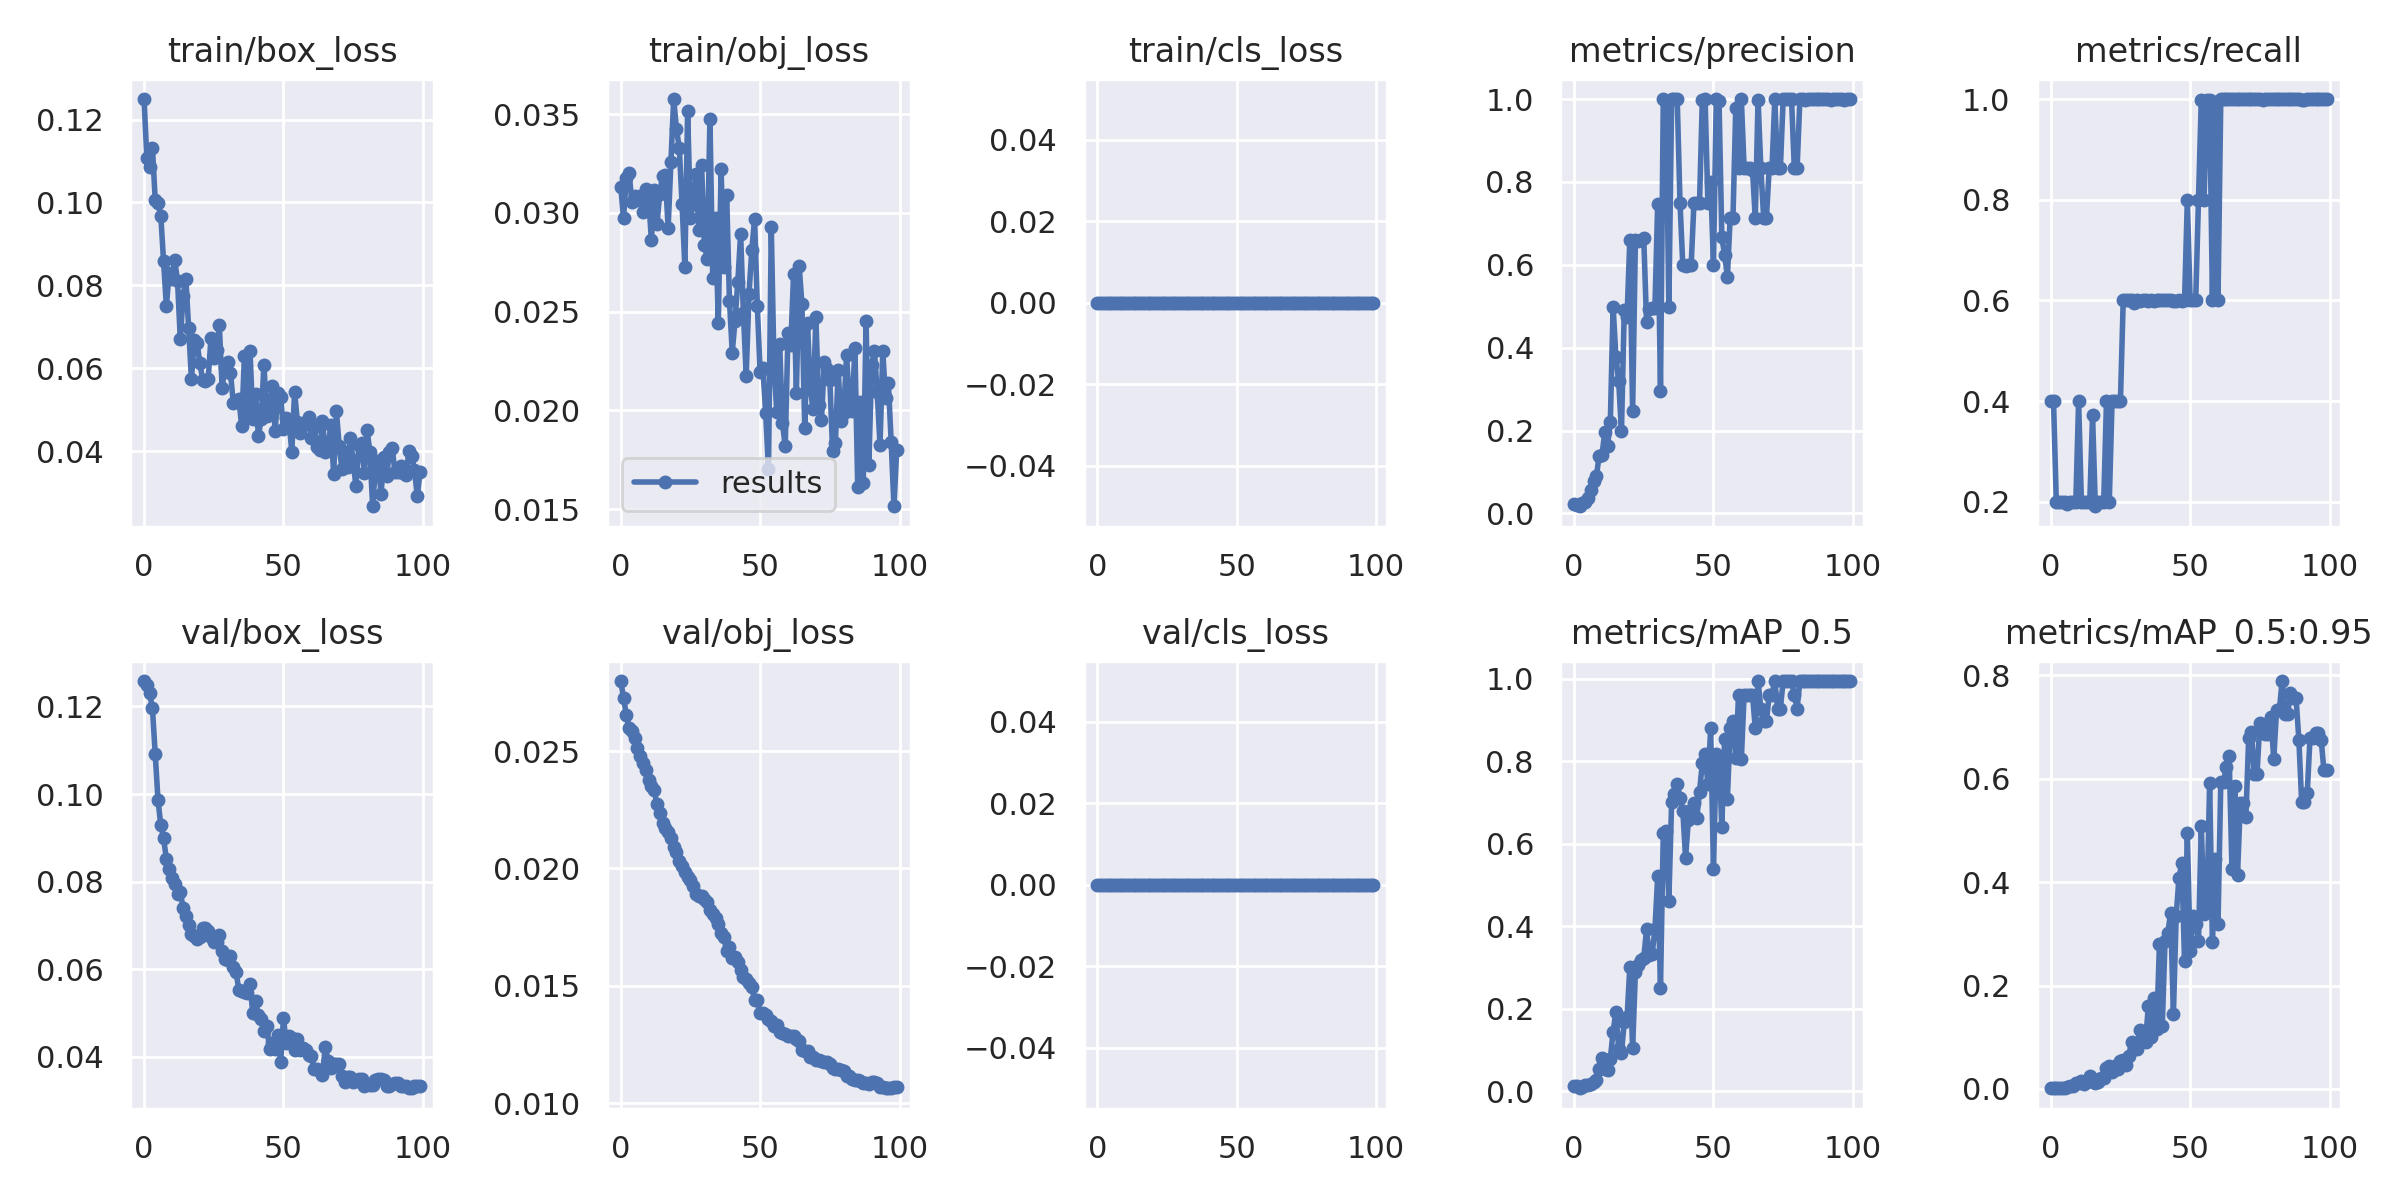 train/box_loss
0.12
0.10
0.08
0.06
0.04
0 50 100
train/obj_loss
0.035
0.030
0.025
0.020
0.015
results
0 50 100
train/cls_loss
0.04
0.02
0.00
−0.02
−0.04
0 50 100
metrics/precision
1.0
0.8
0.6
0.4
0.2
0.0
0 50 100
metrics/recall
1.0
0.8
0.6
0.4
0.2
0 50 100
val/box_loss
0.12
0.10
0.08
0.06
0.04
0 50 100
val/obj_loss
0.025
0.020
0.015
0.010
0 50 100
val/cls_loss
0.04
0.02
0.00
−0.02
−0.04
0 50 100
metrics/mAP_0.5
1.0
0.8
0.6
0.4
0.2
0.0
0 50 100
metrics/mAP_0.5:0.95
0.8
0.6
0.4
0.2
0.0
0 50 100